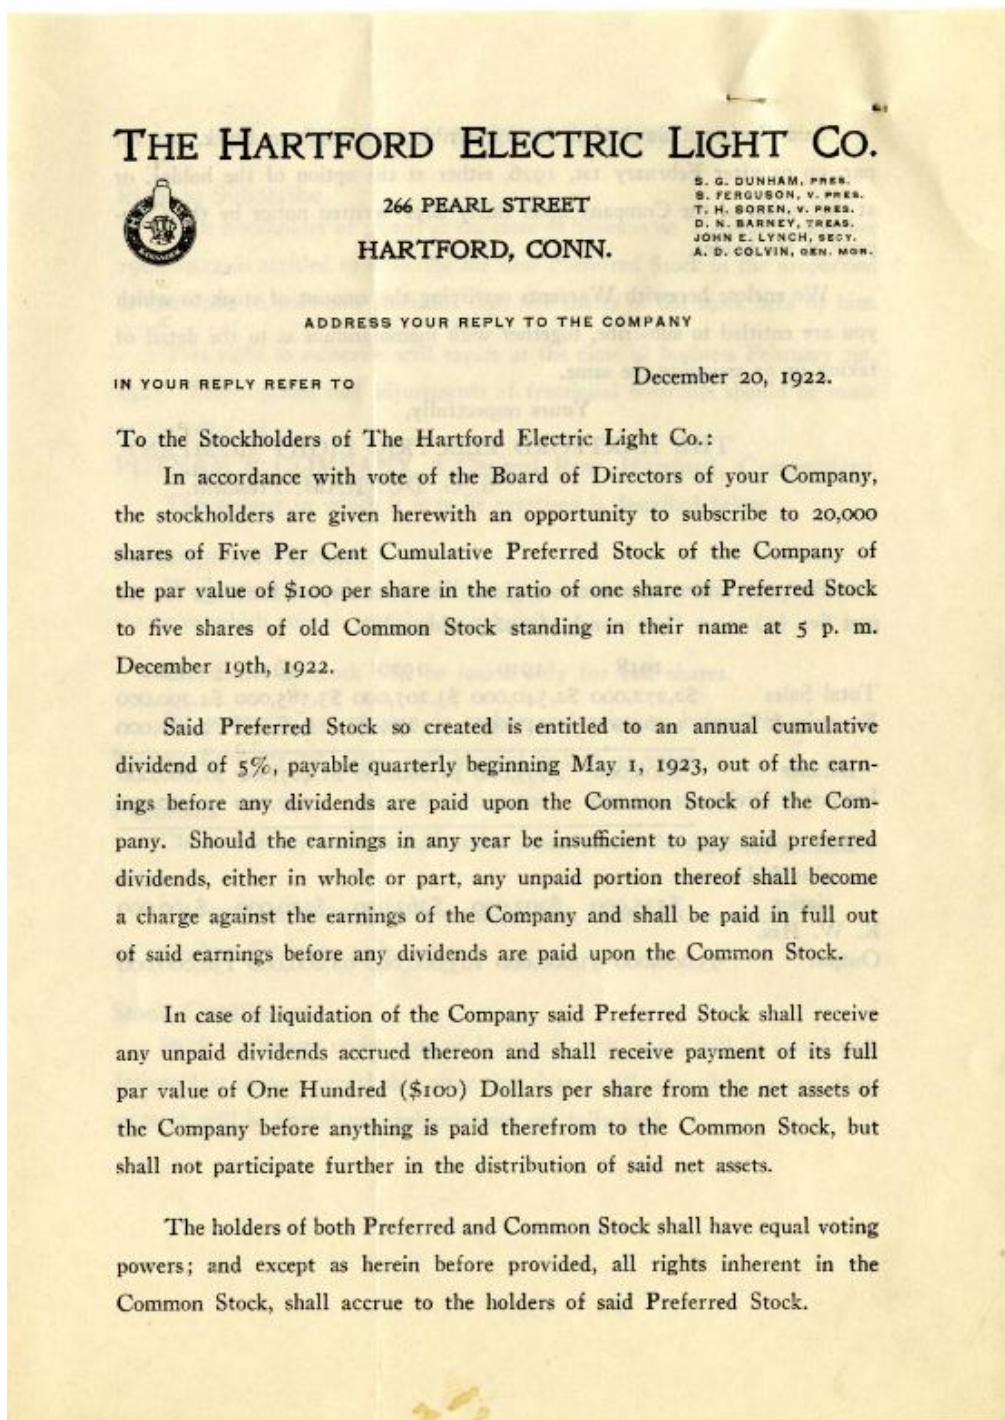 THE HARTFORD ELECTRIC LIGHT CO.
266 PEARL STREET
HARTFORD, CONN.
S. G. DUNHAM, PRES.
S. FERGUSON, V. PRES.
T. H. SOREN, V. PRES.
D. N. BARNEY, TREAS.
JOHN E. LYNCH, SECY.
A. D. COLVIN, GEN. MGR.
ADDRESS YOUR REPLY TO THE COMPANY
IN YOUR REPLY REFER TO
December 20, 1922.
To the Stockholders of The Hartford Electric Light Co.:
In accordance with vote of the Board of Directors of your Company,
the stockholders are given herewith an opportunity to subscribe to 20,000
shares of Five Per Cent Cumulative Preferred Stock of the Company of
the par value of $100 per share in the ratio of one share of Preferred Stock
to five shares of old Common Stock standing in their name at 5 p. m.
December 19th, 1922.
Said Preferred Stock so created is entitled to an annual cumulative
dividend of 5%, payable quarterly beginning May 1, 1923, out of the earn-
ings before any dividends are paid upon the Common Stock of the Com-
pany. Should the earnings in any year be insufficient to pay said preferred
dividends, either in whole or part, any unpaid portion thereof shall become
a charge against the earnings of the Company and shall be paid in full out
of said earnings before any dividends are paid upon the Common Stock.
In case of liquidation of the Company said Preferred Stock shall receive
any unpaid dividends accrued thereon and shall receive payment of its full
par value of One Hundred ($100) Dollars per share from the net assets of
the Company before anything is paid therefrom to the Common Stock, but
shall not participate further in the distribution of said net assets.
The holders of both Preferred and Common Stock shall have equal voting
powers; and except as herein before provided, all rights inherent in the
Common Stock, shall accrue to the holders of said Preferred Stock.